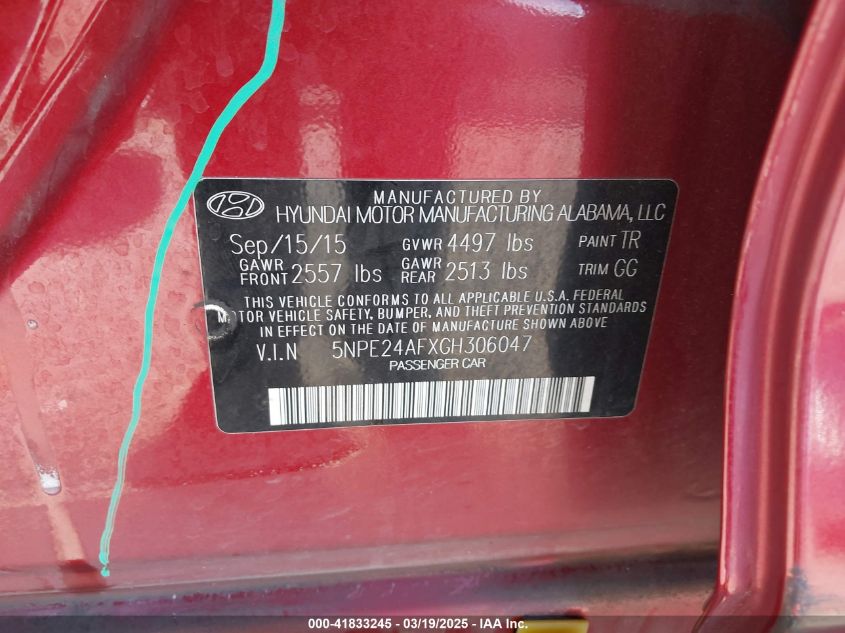 MANUFACTURED BY
HYUNDAI MOTOR MANUFACTURING ALABAMA, LLC
Sep/15/15 GVWR 4497 lbs PAINT TR
GAWR FRONT 2557 lbs GAWR REAR 2513 lbs TRIM GG
THIS VEHICLE CONFORMS TO ALL APPLICABLE U.S.A. FEDERAL
MOTOR VEHICLE SAFETY, BUMPER, AND THEFT PREVENTION STANDARDS
IN EFFECT ON THE DATE OF MANUFACTURE SHOWN ABOVE
V.I.N 5NPE24AFXGH306047
PASSENGER CAR
000-41833245 - 03/19/2025 - COPYRIGHT © - IAA